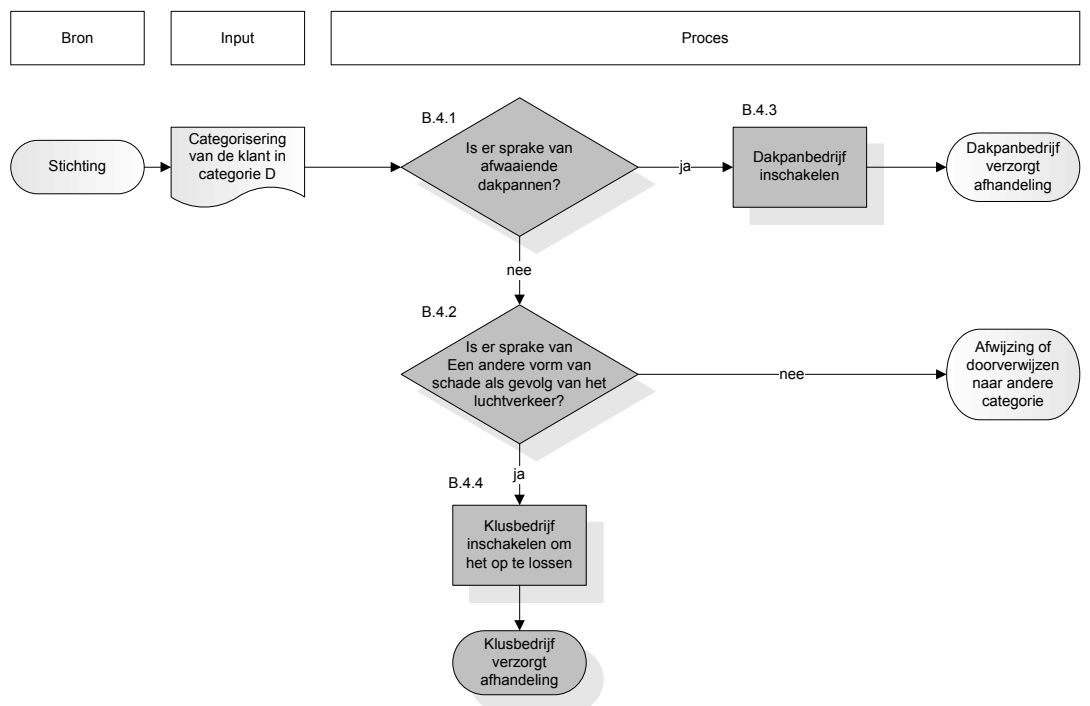 Bron
Input
Proces
B.4.1
B.4.3
Stichting
Categorisering
van de klant in
categorie D
Is er sprake van
afwaaiende
dakpannen?
ja
Dakpanbedrijf
inschakelen
Dakpanbedrijf
verzorgt
afhandeling
nee
B.4.2
Is er sprake van
Een andere vorm van
schade als gevolg van het
luchtverkeer?
nee
Afwijzing of
doorverwijzen
naar andere
categorie
ja
B.4.4
Klusbedrijf
inschakelen om
het op te lossen
Klusbedrijf
verzorgt
afhandeling